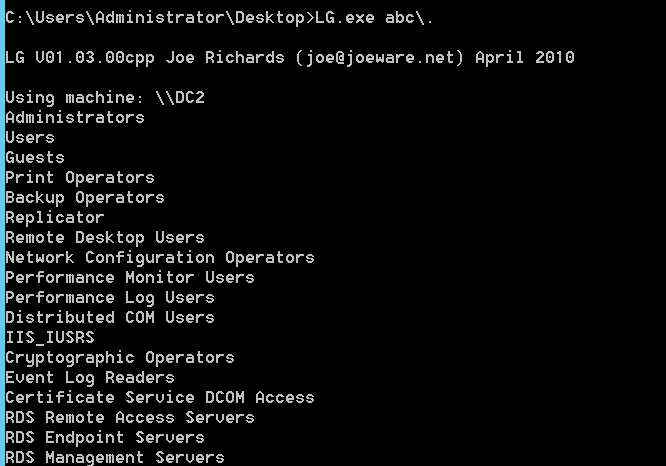 C:\Users\Administrator\Desktop>LG.exe abc\.
LG V01.03.00cpp Joe Richards (joe@joeware.net) April 2010
Using machine: \\DC2
Administrators
Users
Guests
Print Operators
Backup Operators
Replicator
Remote Desktop Users
Network Configuration Operators
Performance Monitor Users
Performance Log Users
Distributed COM Users
IIS_IUSRS
Cryptographic Operators
Event Log Readers
Certificate Service DCOM Access
RDS Remote Access Servers
RDS Endpoint Servers
RDS Management Servers